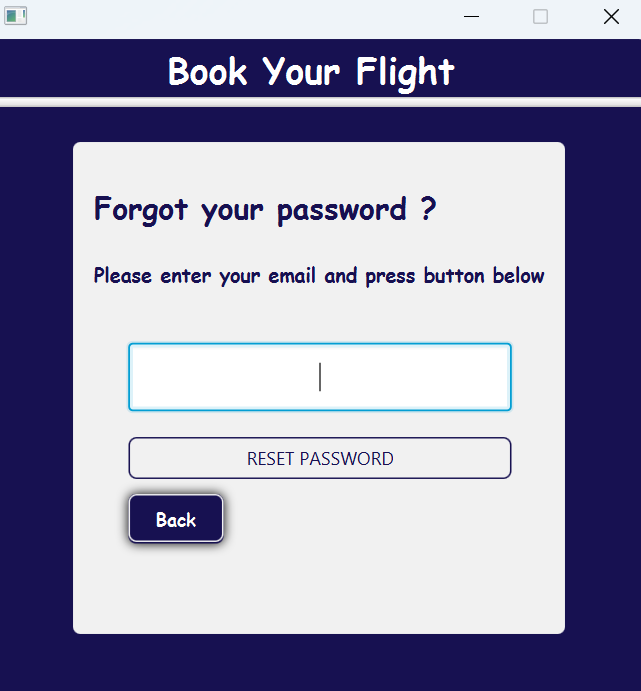 Book Your Flight
Forgot your password ?
Please enter your email and press button below
RESET PASSWORD
Back